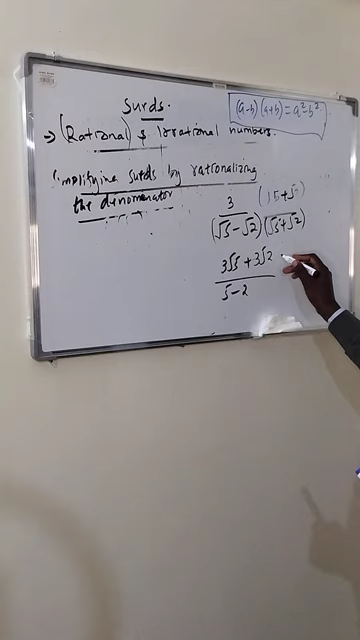 Surds.
(a-b)(a+b) = a²-b²
→ (Rational) & Irrational numbers.
Simplifying surds by rationalizing
the denominator
3 (√5+√2)
(√5-√2)(√5+√2)
3√5 + 3√2
5-2